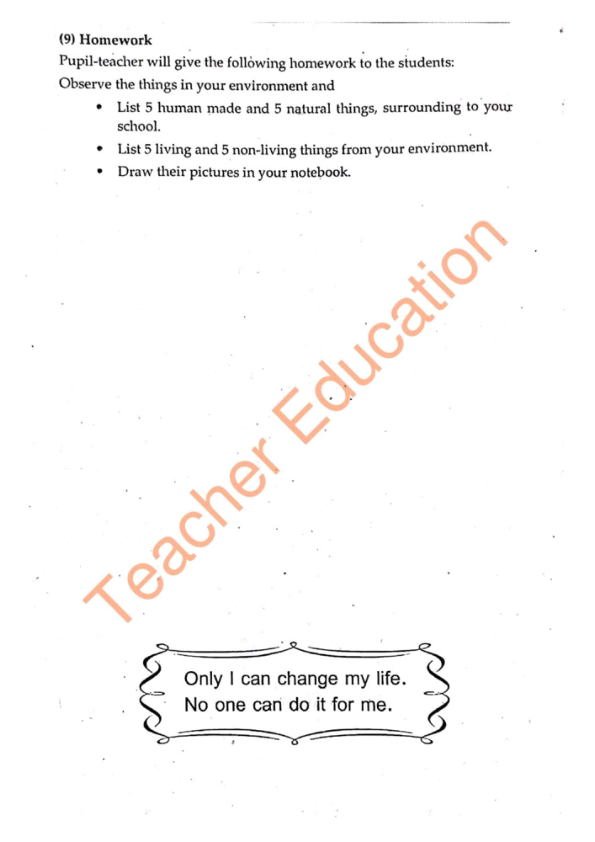 (9) Homework
Pupil-teacher will give the following homework to the students:
Observe the things in your environment and
• List 5 human made and 5 natural things, surrounding to your
school.
• List 5 living and 5 non-living things from your environment.
• Draw their pictures in your notebook.
Teacher Education
Only I can change my life.
No one can do it for me.